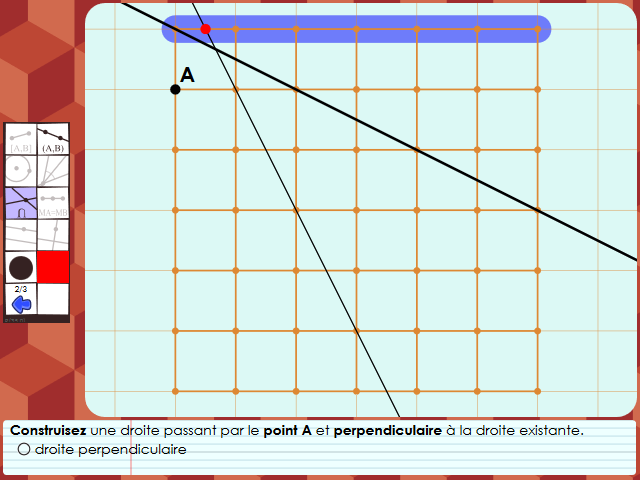 A
[A,B] (A,B)
MA=MB
2/3
Construisez une droite passant par le point A et perpendiculaire à la droite existante.
droite perpendiculaire